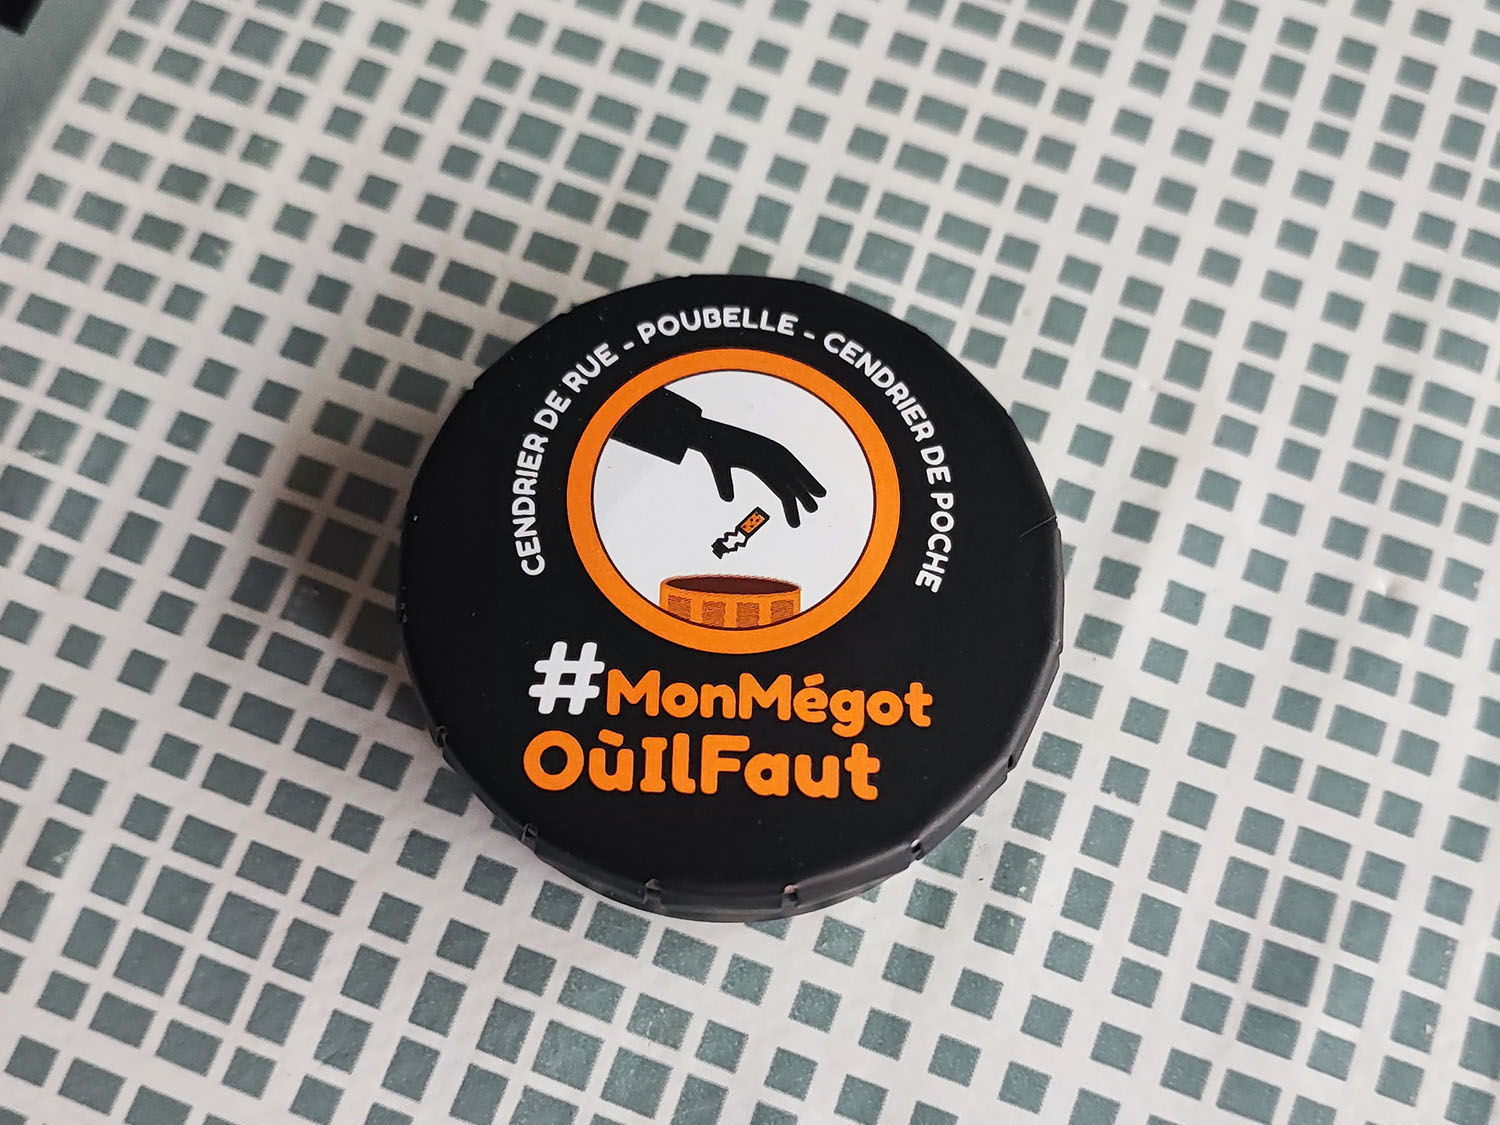 CENDRIER DE RUE - POUBELLE - CENDRIER DE POCHE
#MonMégot
OùIlFaut